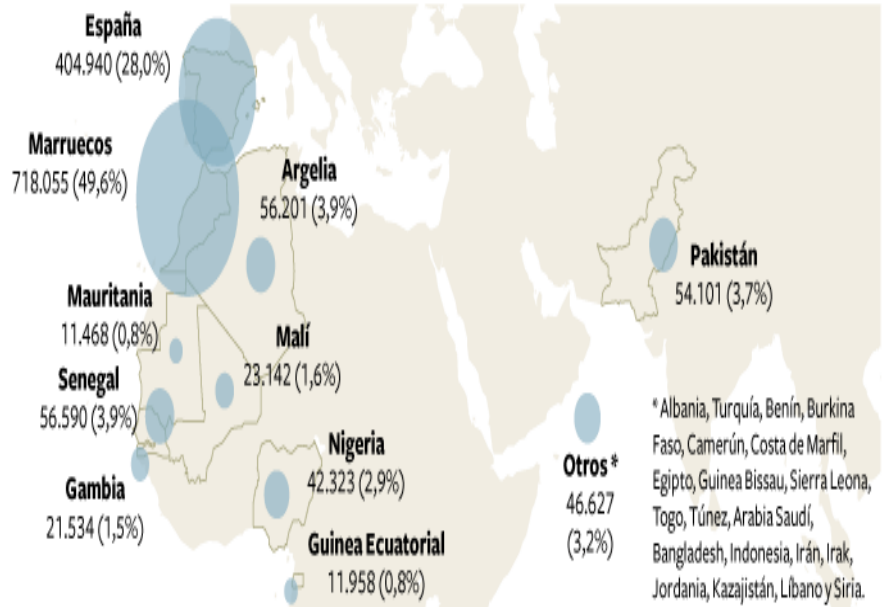 España
404.940 (28,0%)
Marruecos
718.055 (49,6%)
Argelia
56.201 (3,9%)
Pakistán
54.101 (3,7%)
Mauritania
11.468 (0,8%)
Malí
23.142 (1,6%)
Senegal
56.590 (3,9%)
Gambia
21.534 (1,5%)
Nigeria
42.323 (2,9%)
Guinea Ecuatorial
11.958 (0,8%)
Otros *
46.627
(3,2%)
* Albania, Turquía, Benín, Burkina
Faso, Camerún, Costa de Marfil,
Egipto, Guinea Bissau, Sierra Leona,
Togo, Túnez, Arabia Saudí,
Bangladesh, Indonesia, Irán, Irak,
Jordania, Kazajistán, Líbano y Siria.